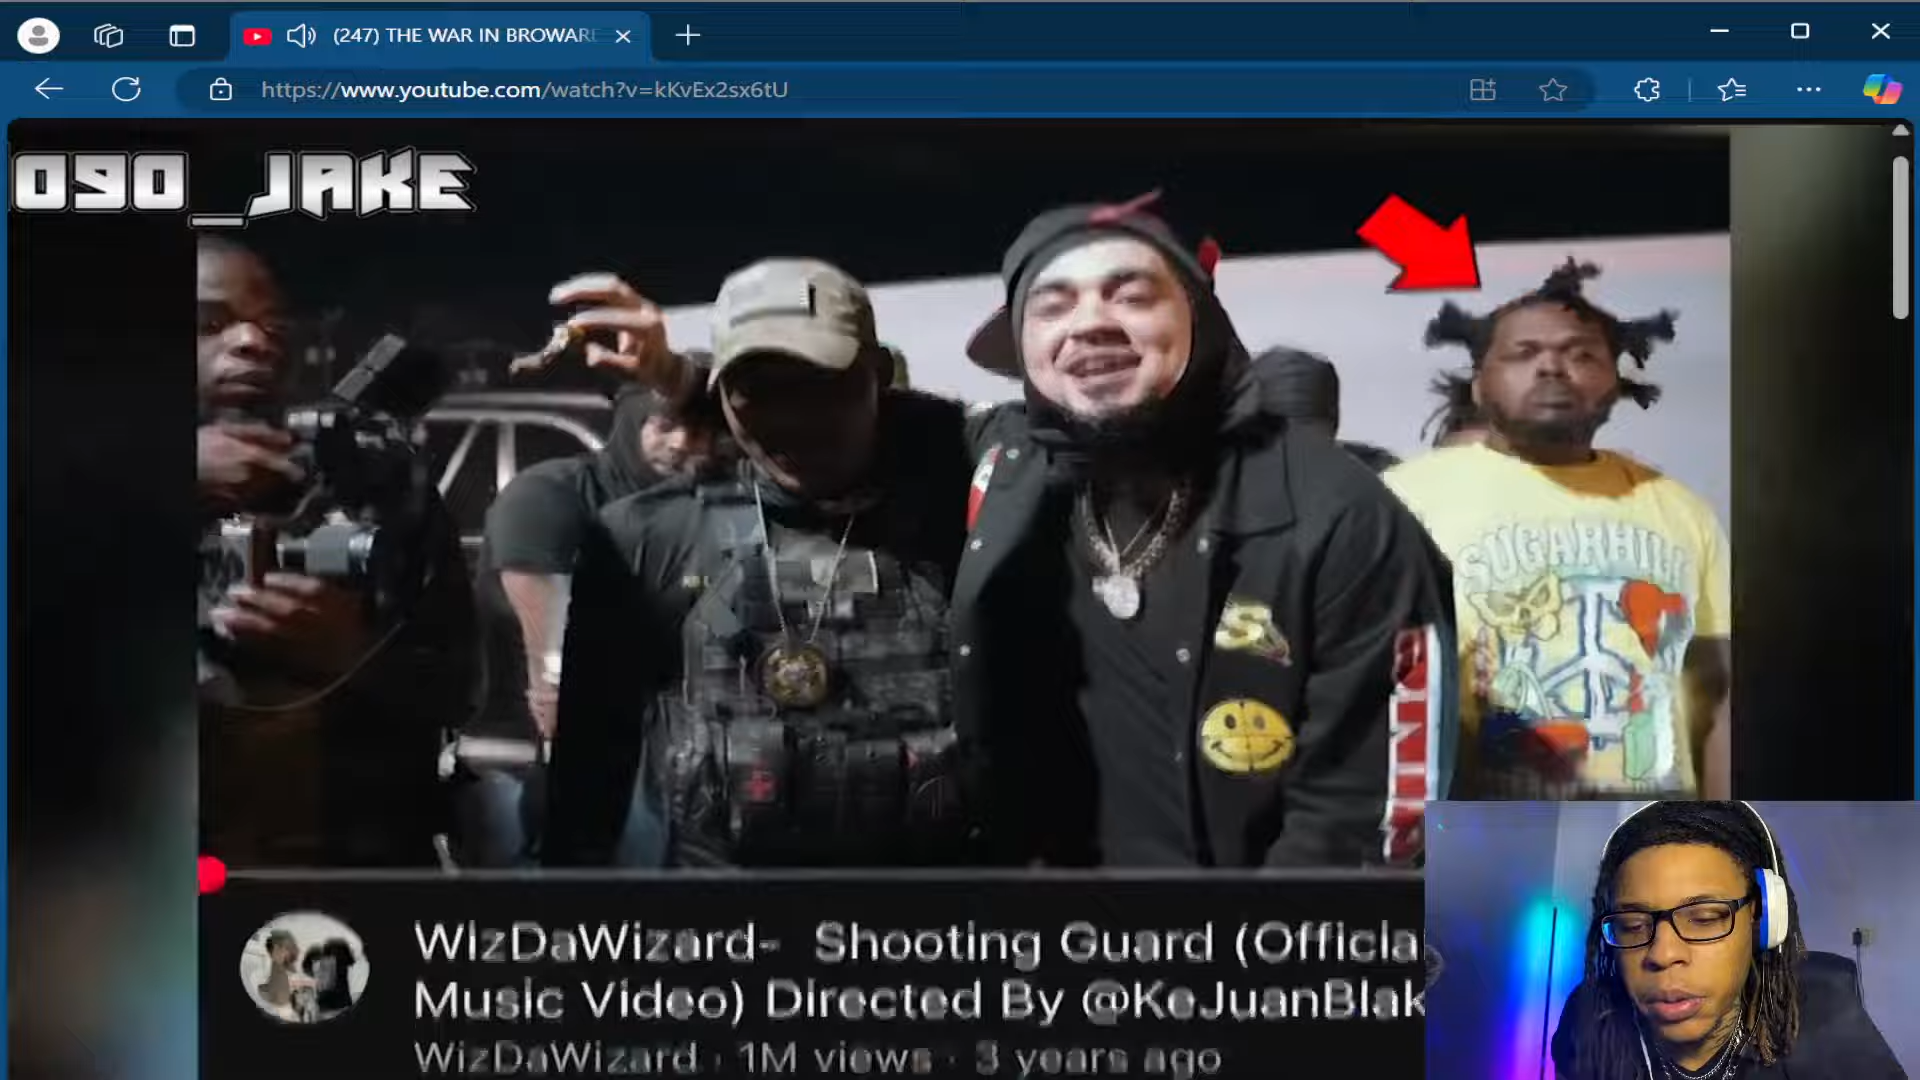 (247) THE WAR IN BROWAR
https://www.youtube.com/watch?v=kKvEx2sx6tU
090_JAKE
SUGARHILL
WizDaWizard- Shooting Guard (Officia
Music Video) Directed By @KeJuanBlak
WizDaWizard · 1M views · 3 years ago